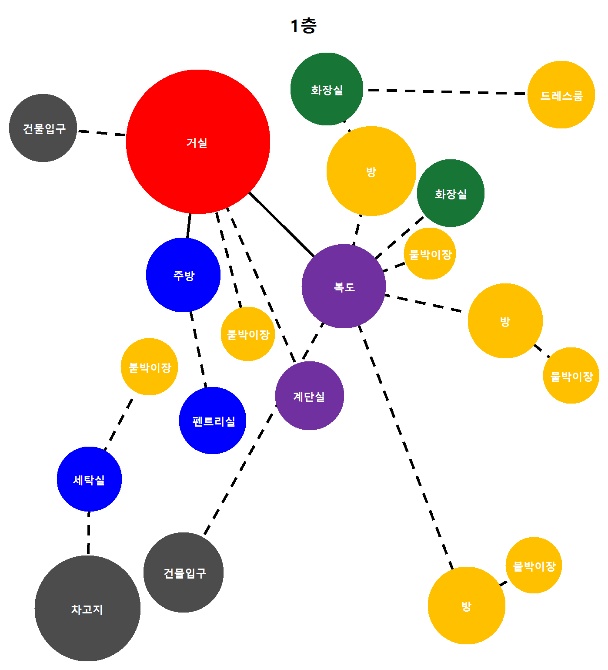 1층
화장실
드레스룸
건물입구
거실
방
화장실
붙박이장
주방
복도
방
붙박이장
붙박이장
붙박이장
계단실
펜트리실
세탁실
붙박이장
건물입구
방
차고지